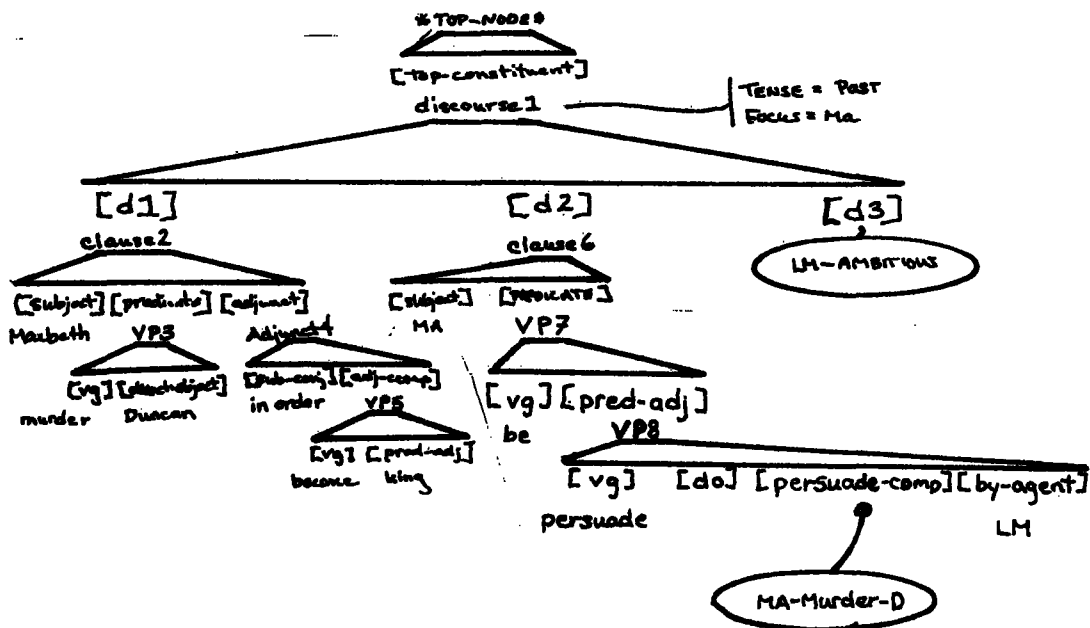 *TOP-NODE*
[top-constituent]
discourse1
TENSE = Past
Focus = Ma
[d1] [d2] [d3]
clause2 clause6
LM-AMBITIOUS
[subject] [predicate] [adjunct] [subject] [PREDICATE]
Macbeth VP3 Adjunct4 MA VP7
[vg] [direct object] [sub-conj] [adj-comp] [vg] [pred-adj]
murder Duncan in order VP5 be VP8
[vg] [pred-adj] [vg] [do] [persuade-comp] [by-agent]
become king persuade LM
MA-Murder-D